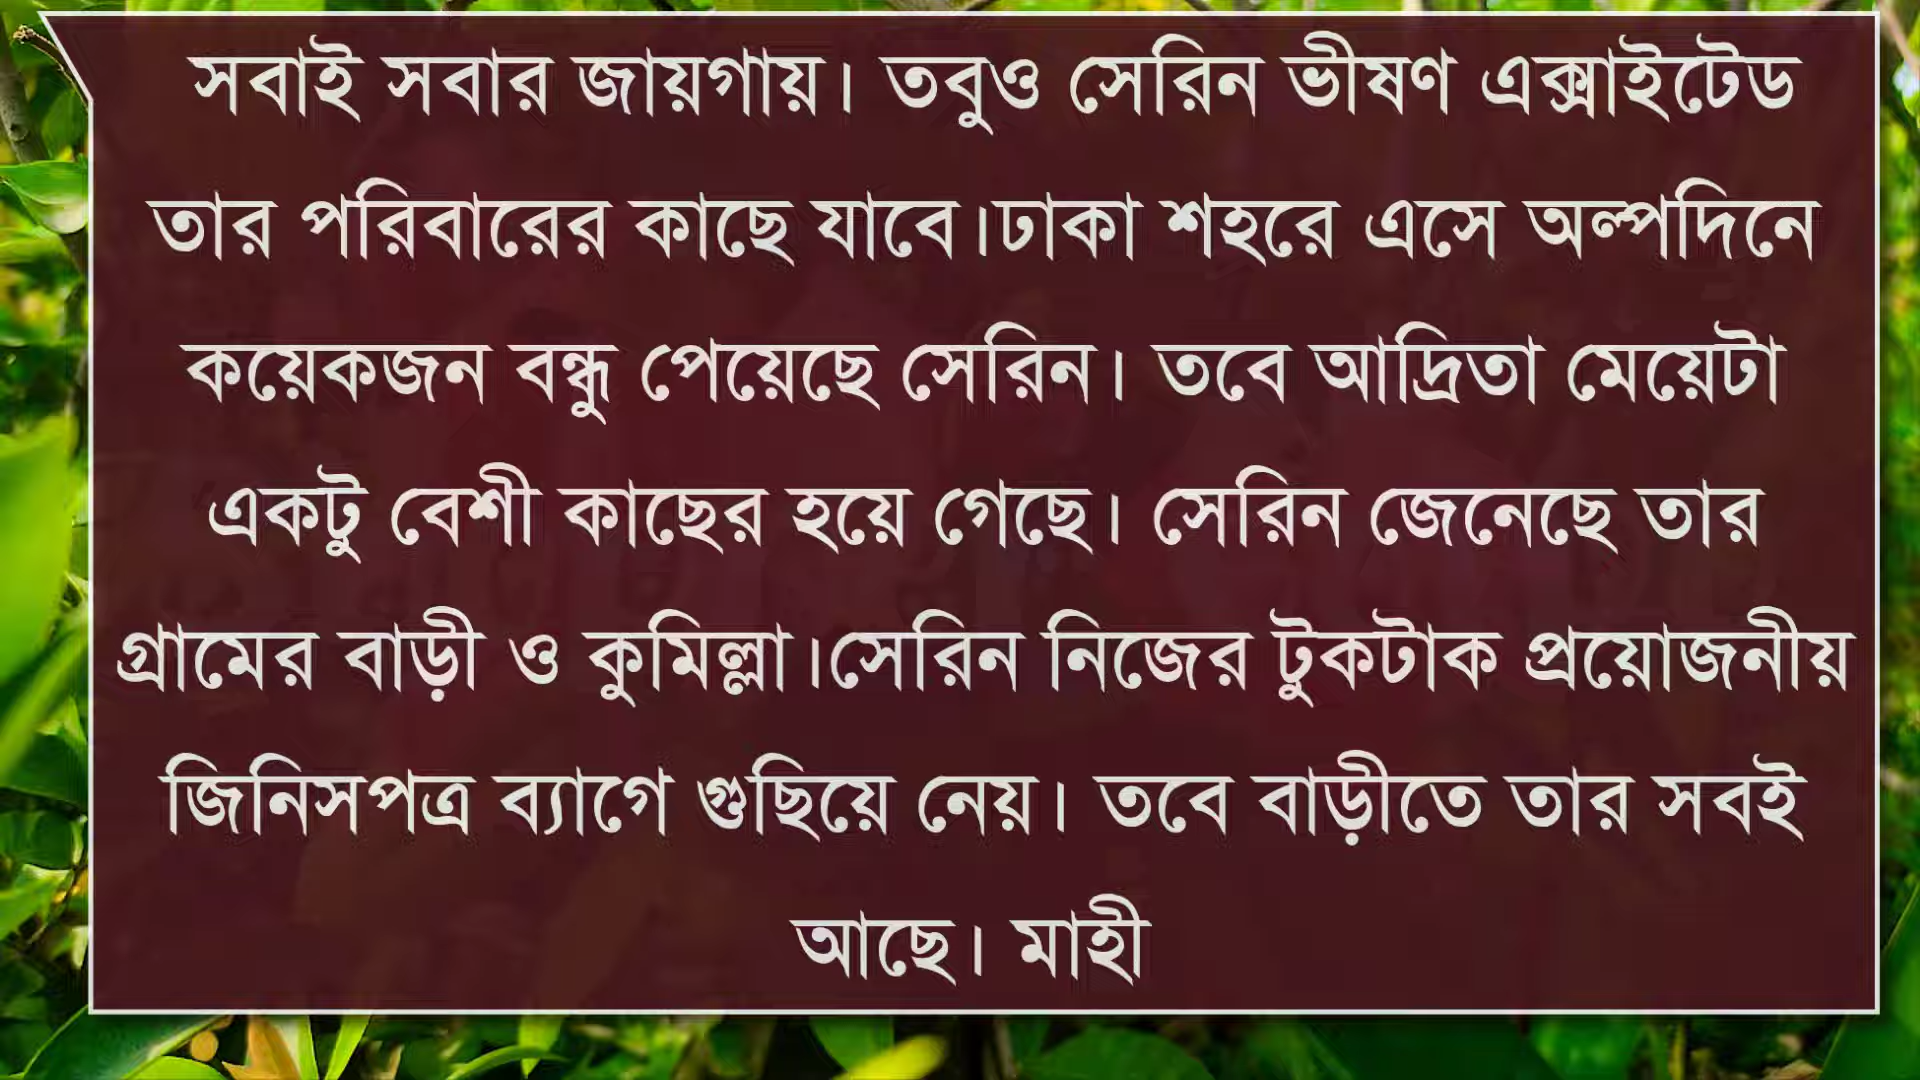 সবাই সবার জায়গায়। তবুও সেরিন ভীষণ এক্সাইটেড
তার পরিবারের কাছে যাবে।ঢাকা শহরে এসে অল্পদিনে
কয়েকজন বন্ধু পেয়েছে সেরিন। তবে আদ্রিতা মেয়েটা
একটু বেশী কাছের হয়ে গেছে। সেরিন জেনেছে তার
গ্রামের বাড়ী ও কুমিল্লা।সেরিন নিজের টুকটাক প্রয়োজনীয়
জিনিসপত্র ব্যাগে গুছিয়ে নেয়। তবে বাড়ীতে তার সবই
আছে। মাহী